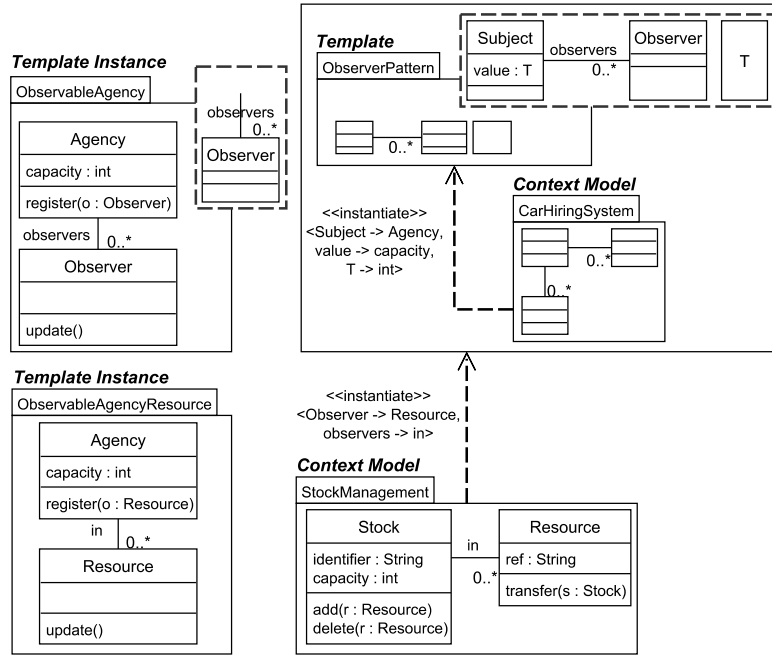 Template Instance
ObservableAgency
observers
0..*
Observer
Agency
capacity : int
register(o : Observer)
observers
0..*
Observer
update()
Template
ObserverPattern
0..*
Subject
value : T
observers
0..*
Observer
T
<<instantiate>>
<Subject -> Agency,
value -> capacity,
T -> int>
Context Model
CarHiringSystem
0..*
0..*
Template Instance
ObservableAgencyResource
Agency
capacity : int
register(o : Resource)
in
0..*
Resource
update()
<<instantiate>>
<Observer -> Resource,
observers -> in>
Context Model
StockManagement
Stock
identifier : String
capacity : int
add(r : Resource)
delete(r : Resource)
in
0..*
Resource
ref : String
transfer(s : Stock)